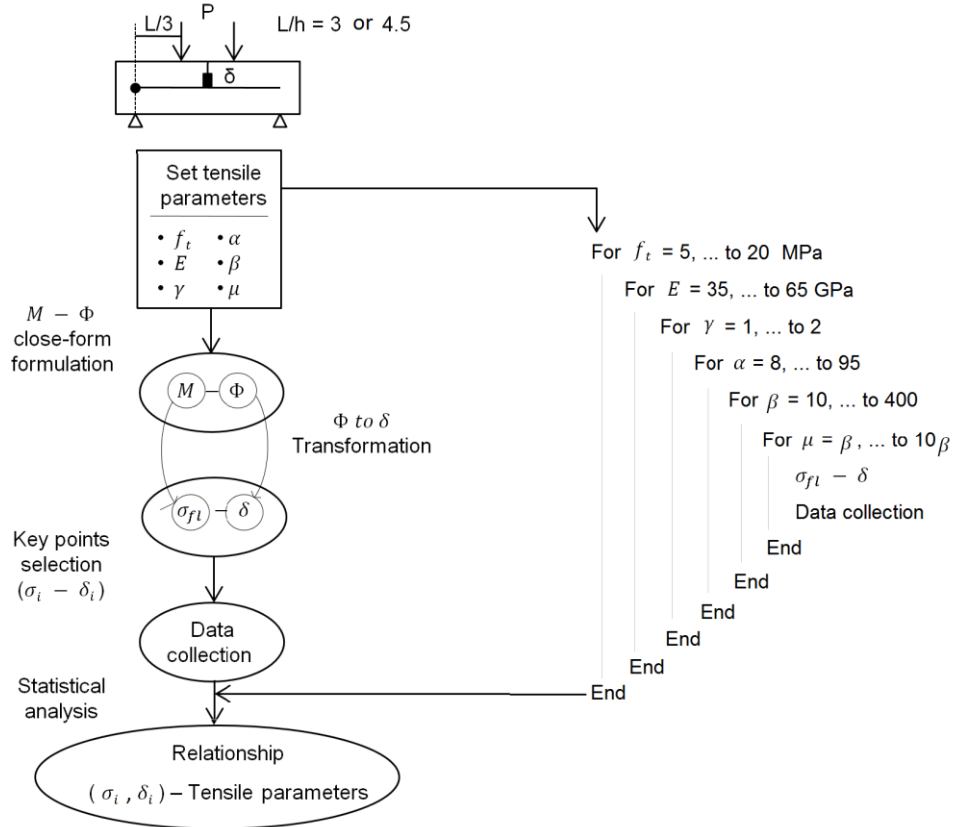 P
L/3
L/h = 3 or 4.5
δ
Set tensile
parameters
• f_t • α
• E • β
• γ • μ
M − Φ
close-form
formulation
M − Φ
Φ to δ
Transformation
σ_fl − δ
Key points
selection
(σ_i − δ_i)
Data
collection
Statistical
analysis
Relationship
(σ_i , δ_i) – Tensile parameters
For f_t = 5, ... to 20 MPa
For E = 35, ... to 65 GPa
For γ = 1, ... to 2
For α = 8, ... to 95
For β = 10, ... to 400
For μ = β, ... to 10β
σ_fl − δ
Data collection
End
End
End
End
End
End